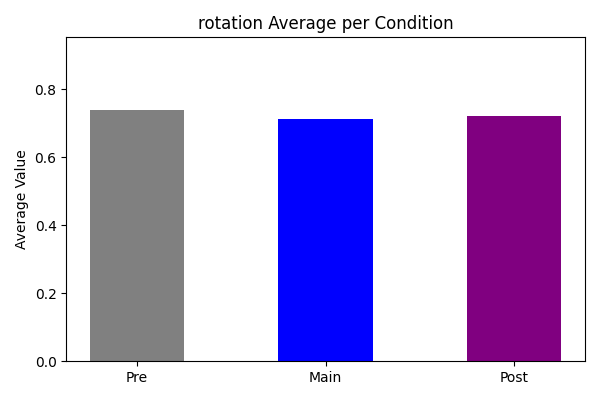 rotation Average per Condition
Average Value
0.8
0.6
0.4
0.2
0.0
Pre
Main
Post